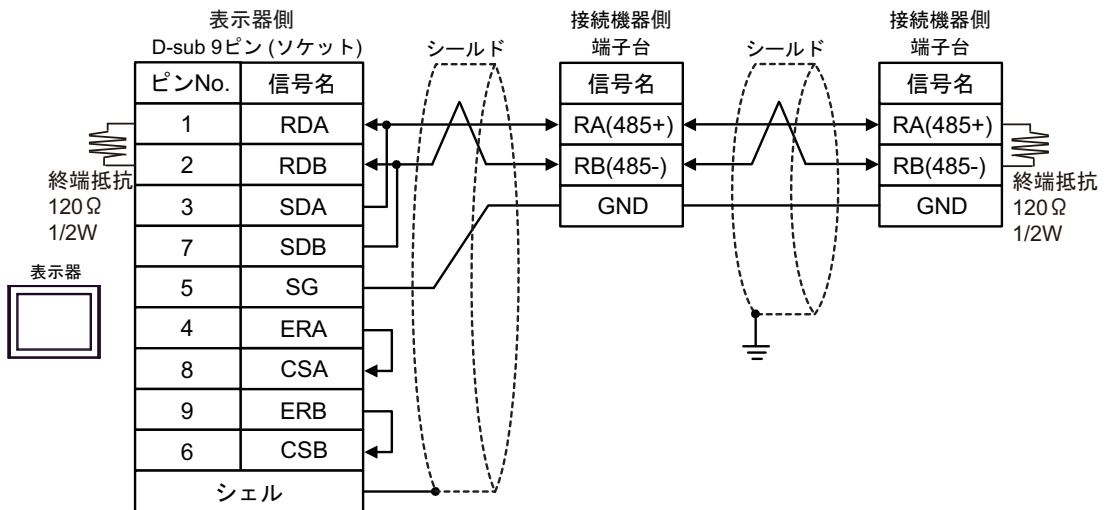 表示器側
D-sub 9ピン (ソケット)
シールド
接続機器側
端子台
シールド
接続機器側
端子台
ピンNo. 信号名
1 RDA
2 RDB
3 SDA
7 SDB
5 SG
4 ERA
8 CSA
9 ERB
6 CSB
シェル
信号名
RA(485+)
RB(485-)
GND
信号名
RA(485+)
RB(485-)
GND
終端抵抗
120Ω
1/2W
表示器
終端抵抗
120Ω
1/2W